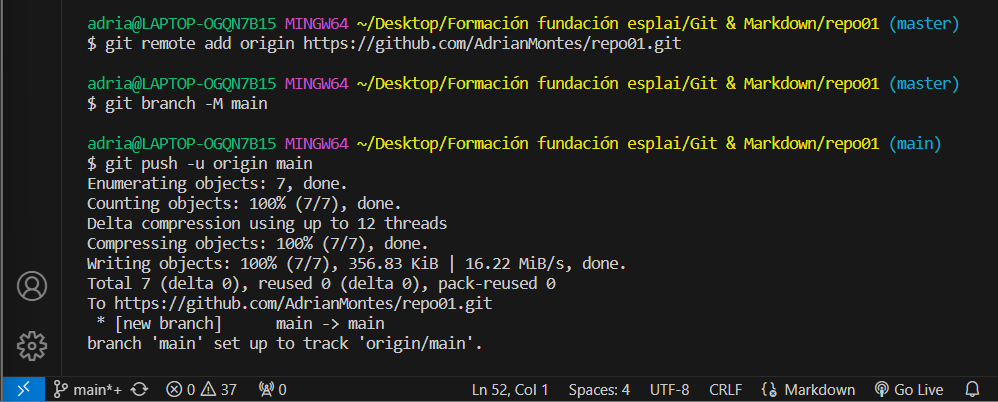 adria@LAPTOP-OGQN7B15 MINGW64 ~/Desktop/Formación fundación esplai/Git & Markdown/repo01 (master)
$ git remote add origin https://github.com/AdrianMontes/repo01.git
adria@LAPTOP-OGQN7B15 MINGW64 ~/Desktop/Formación fundación esplai/Git & Markdown/repo01 (master)
$ git branch -M main
adria@LAPTOP-OGQN7B15 MINGW64 ~/Desktop/Formación fundación esplai/Git & Markdown/repo01 (main)
$ git push -u origin main
Enumerating objects: 7, done.
Counting objects: 100% (7/7), done.
Delta compression using up to 12 threads
Compressing objects: 100% (7/7), done.
Writing objects: 100% (7/7), 356.83 KiB | 16.22 MiB/s, done.
Total 7 (delta 0), reused 0 (delta 0), pack-reused 0
To https://github.com/AdrianMontes/repo01.git
 * [new branch]      main -> main
branch 'main' set up to track 'origin/main'.
main*+ 0 37 0 Ln 52, Col 1 Spaces: 4 UTF-8 CRLF Markdown Go Live